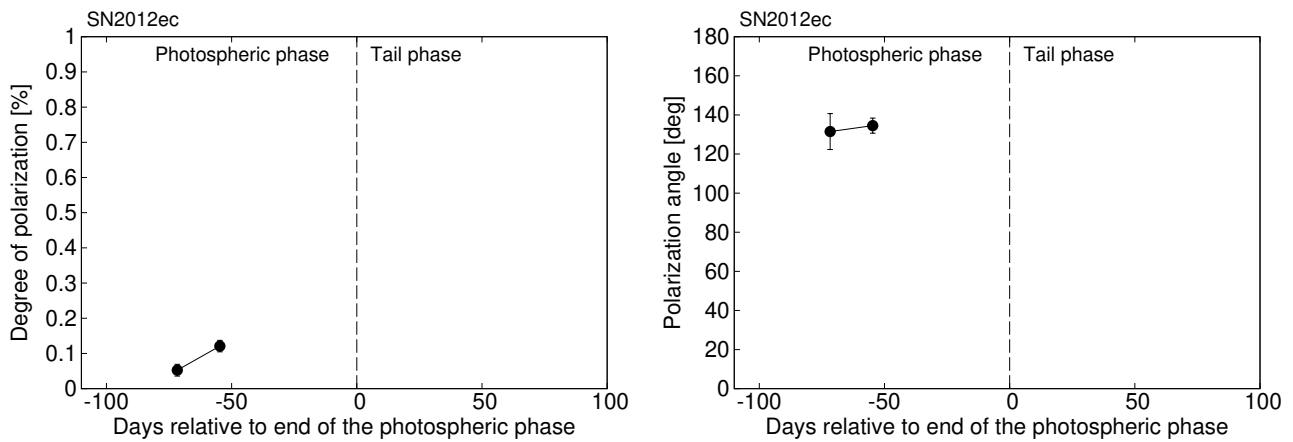 SN2012ec
Photospheric phase
Tail phase
Degree of polarization [%]
1
0.9
0.8
0.7
0.6
0.5
0.4
0.3
0.2
0.1
0
-100 -50 0 50 100
Days relative to end of the photospheric phase
SN2012ec
Photospheric phase
Tail phase
Polarization angle [deg]
180
160
140
120
100
80
60
40
20
0
-100 -50 0 50 100
Days relative to end of the photospheric phase